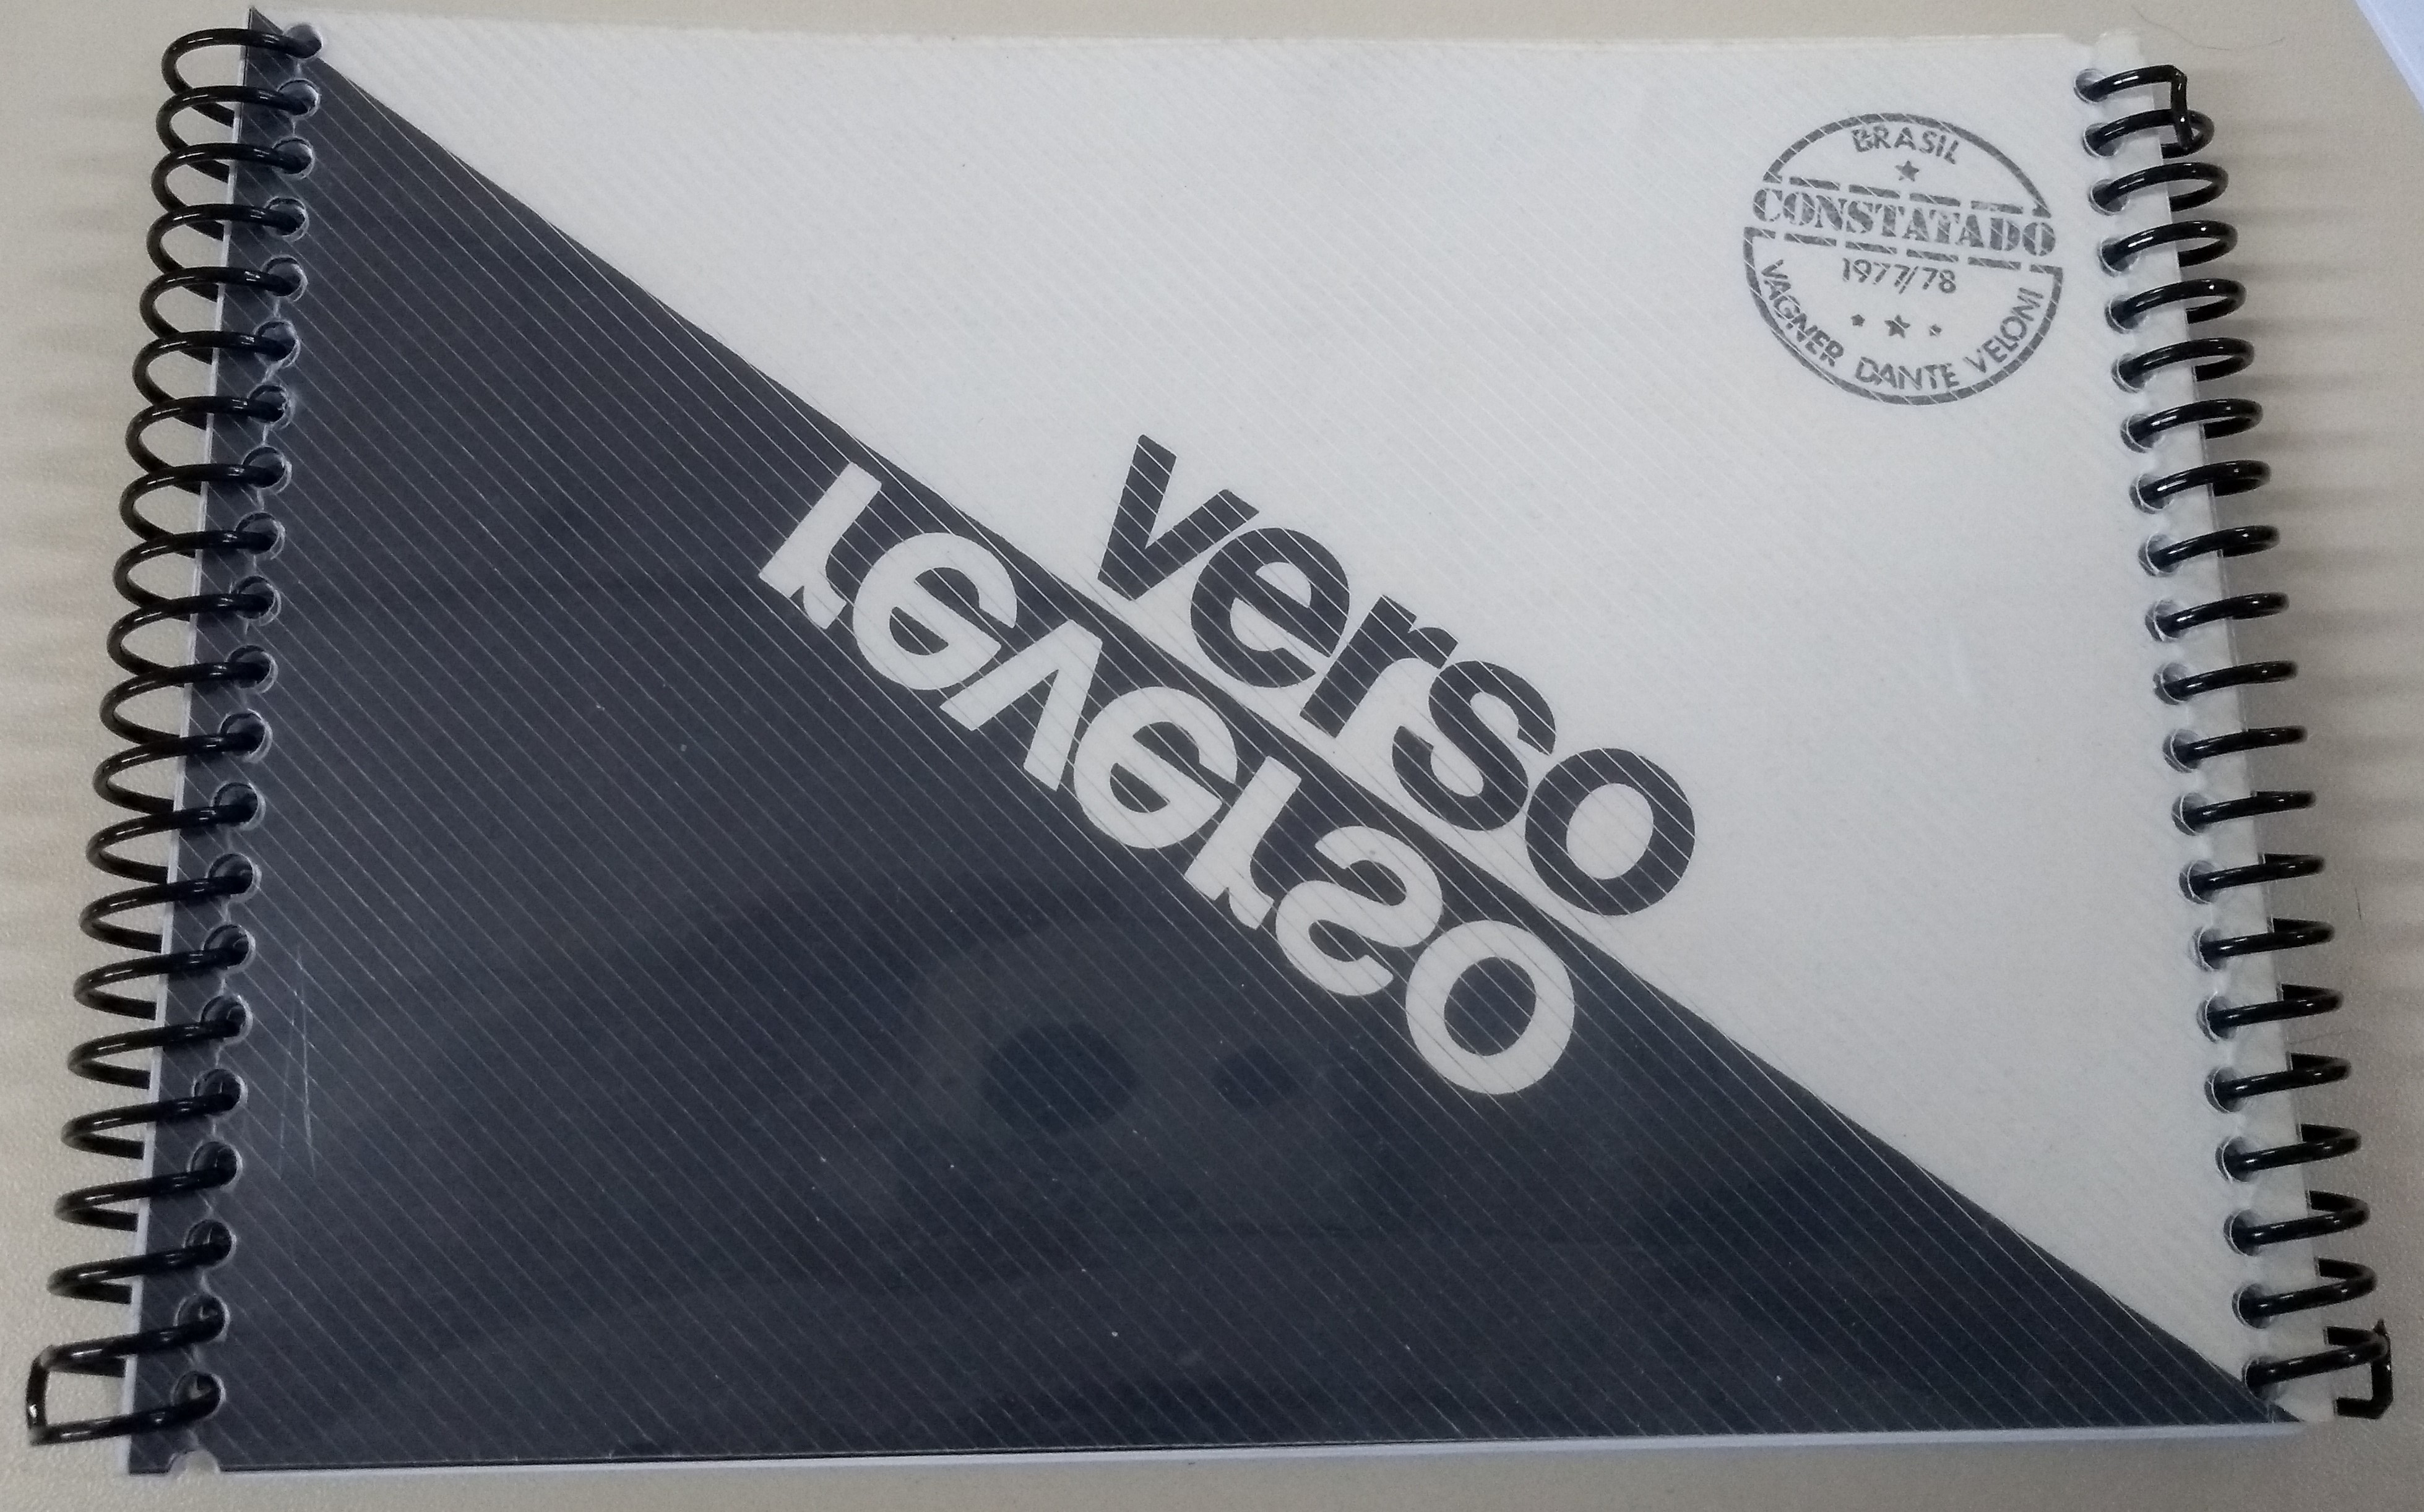 BRASIL
CONSTATADO
1977/78
VAGNER DANTE VELONI
verso
reverso